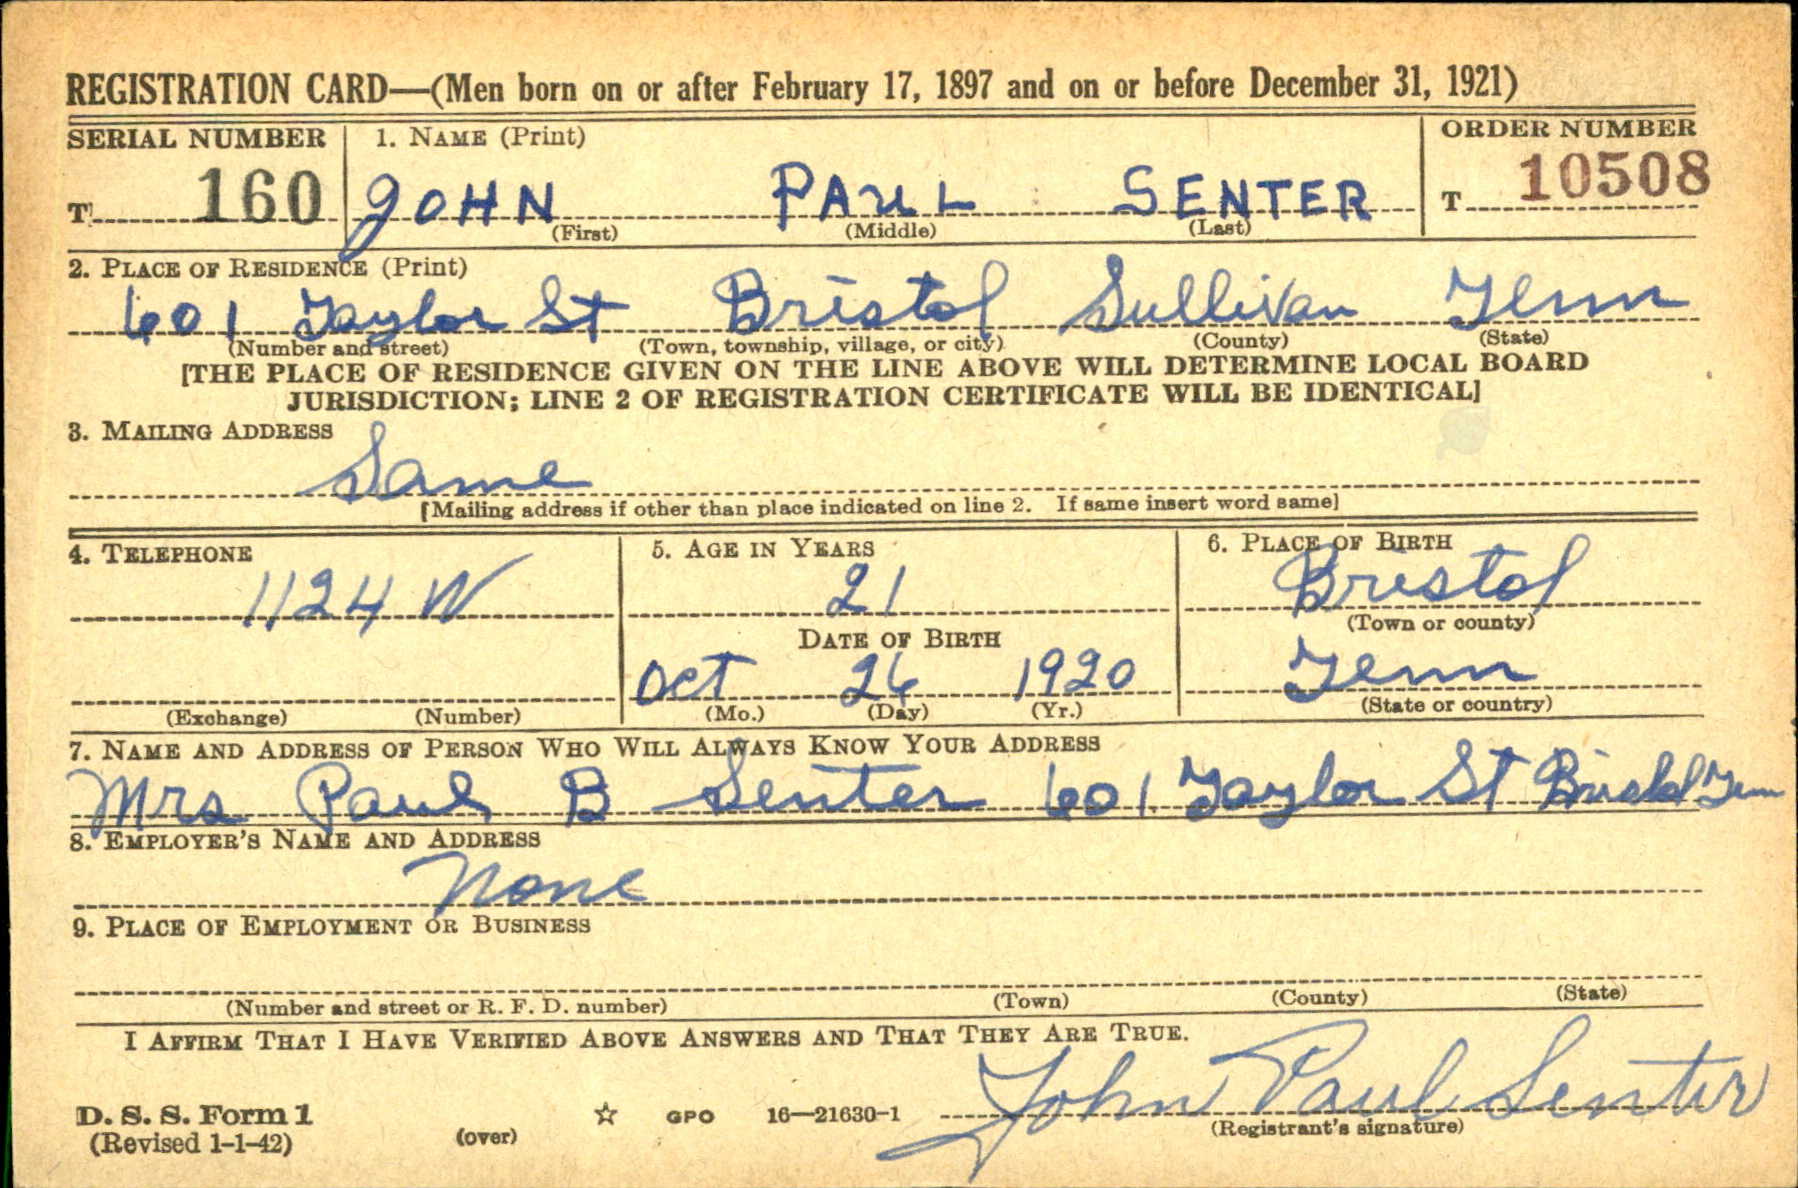 REGISTRATION CARD—(Men born on or after February 17, 1897 and on or before December 31, 1921)
SERIAL NUMBER 1. NAME (Print) ORDER NUMBER
T 160 JOHN PAUL SENTER T 10508
(First) (Middle) (Last)
2. PLACE OF RESIDENCE (Print)
601 Taylor St Bristol Sullivan Tenn
(Number and street) (Town, township, village, or city) (County) (State)
[THE PLACE OF RESIDENCE GIVEN ON THE LINE ABOVE WILL DETERMINE LOCAL BOARD
JURISDICTION; LINE 2 OF REGISTRATION CERTIFICATE WILL BE IDENTICAL]
3. MAILING ADDRESS
Same
[Mailing address if other than place indicated on line 2. If same insert word same]
4. TELEPHONE 5. AGE IN YEARS 6. PLACE OF BIRTH
1124 W 21 Bristol
(Town or county)
DATE OF BIRTH
Oct 26 1920 Tenn
(Exchange) (Number) (Mo.) (Day) (Yr.) (State or country)
7. NAME AND ADDRESS OF PERSON WHO WILL ALWAYS KNOW YOUR ADDRESS
Mrs Paul B Senter 601 Taylor St Bristol Tenn
8. EMPLOYER'S NAME AND ADDRESS
None
9. PLACE OF EMPLOYMENT OR BUSINESS
(Number and street or R. F. D. number) (Town) (County) (State)
I AFFIRM THAT I HAVE VERIFIED ABOVE ANSWERS AND THAT THEY ARE TRUE.
John Paul Senter
D. S. S. Form 1 ☆ GPO 16—21630-1 (Registrant's signature)
(Revised 1-1-42) (over)